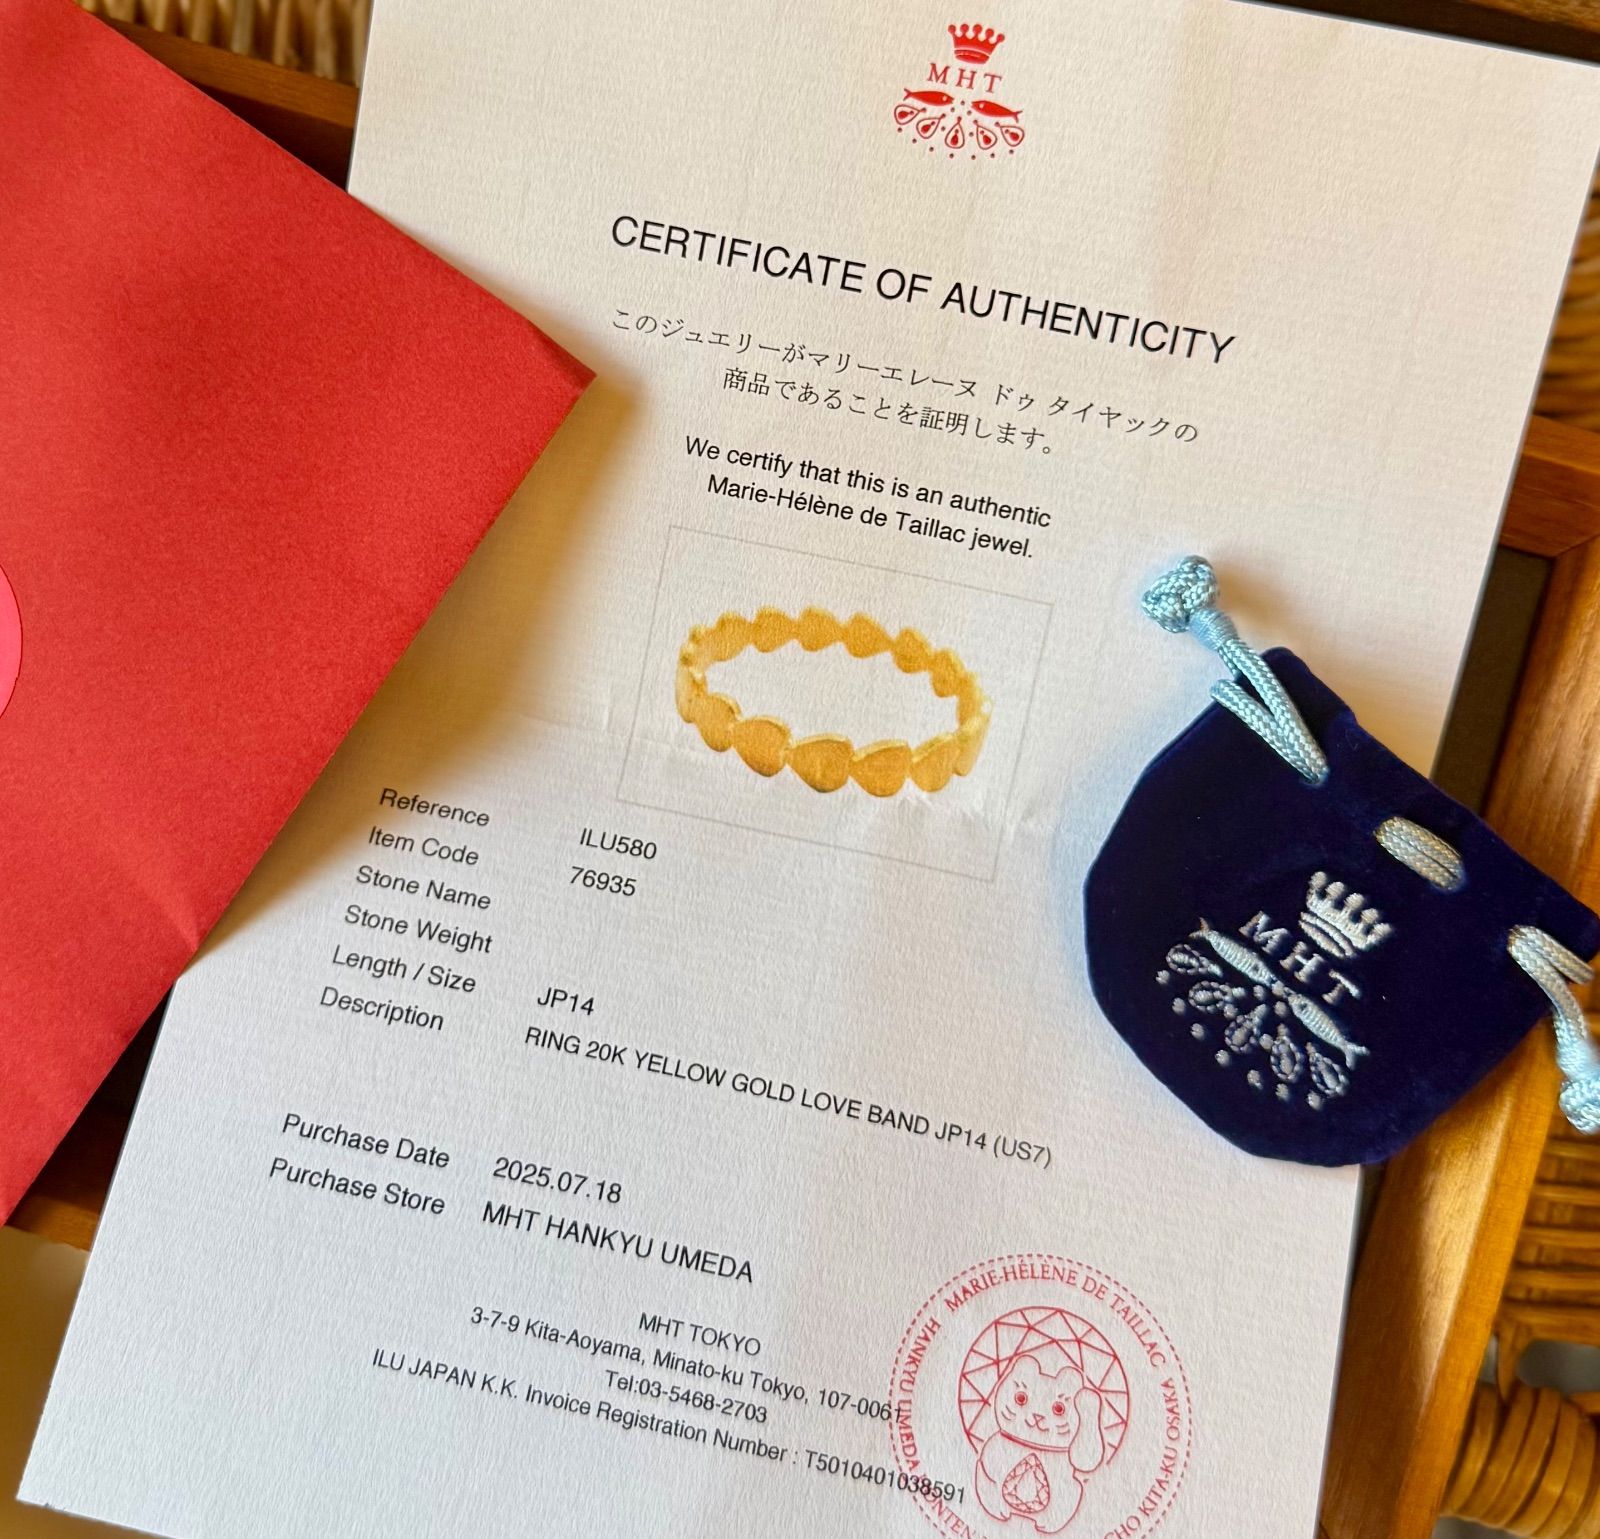 MHT
CERTIFICATE OF AUTHENTICITY
このジュエリーがマリーエレーヌ ドゥ タイヤックの
商品であることを証明します。
We certify that this is an authentic
Marie-Hélène de Taillac jewel.
Reference ILU580
Item Code 76935
Stone Name
Stone Weight
Length / Size JP14
Description RING 20K YELLOW GOLD LOVE BAND JP14 (US7)
Purchase Date 2025.07.18
Purchase Store MHT HANKYU UMEDA
MHT TOKYO
3-7-9 Kita-Aoyama, Minato-ku Tokyo, 107-0061
Tel:03-5468-2703
ILU JAPAN K.K. Invoice Registration Number : T5010401038591
MARIE-HÉLÈNE DE TAILLAC
HANKYU UMEDA
KITA-KU OSAKA
MHT